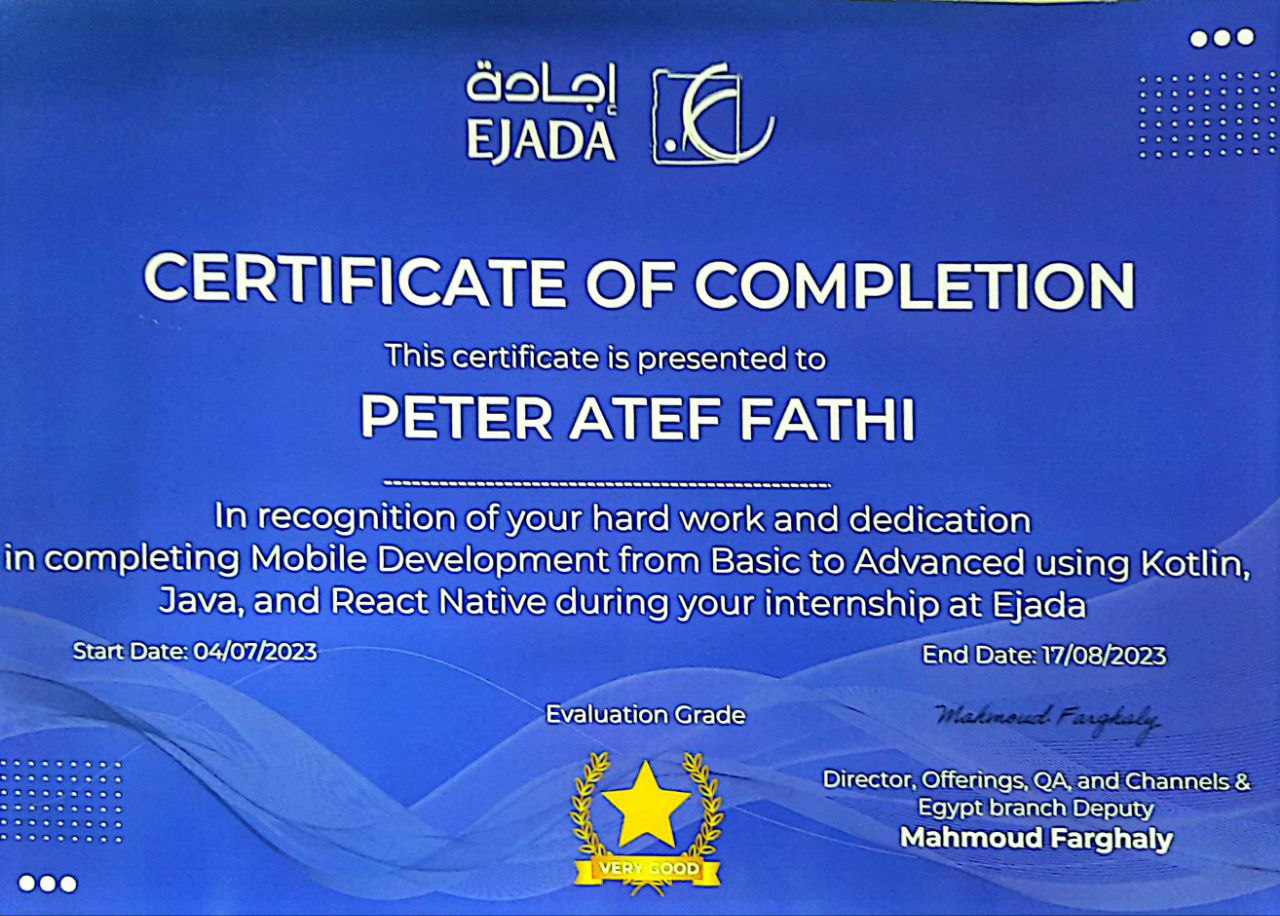 إجادة
EJADA
CERTIFICATE OF COMPLETION
This certificate is presented to
PETER ATEF FATHI
In recognition of your hard work and dedication
in completing Mobile Development from Basic to Advanced using Kotlin,
Java, and React Native during your internship at Ejada
Start Date: 04/07/2023
End Date: 17/08/2023
Evaluation Grade
Mahmoud Farghaly
VERY GOOD
Director, Offerings, QA, and Channels &
Egypt branch Deputy
Mahmoud Farghaly